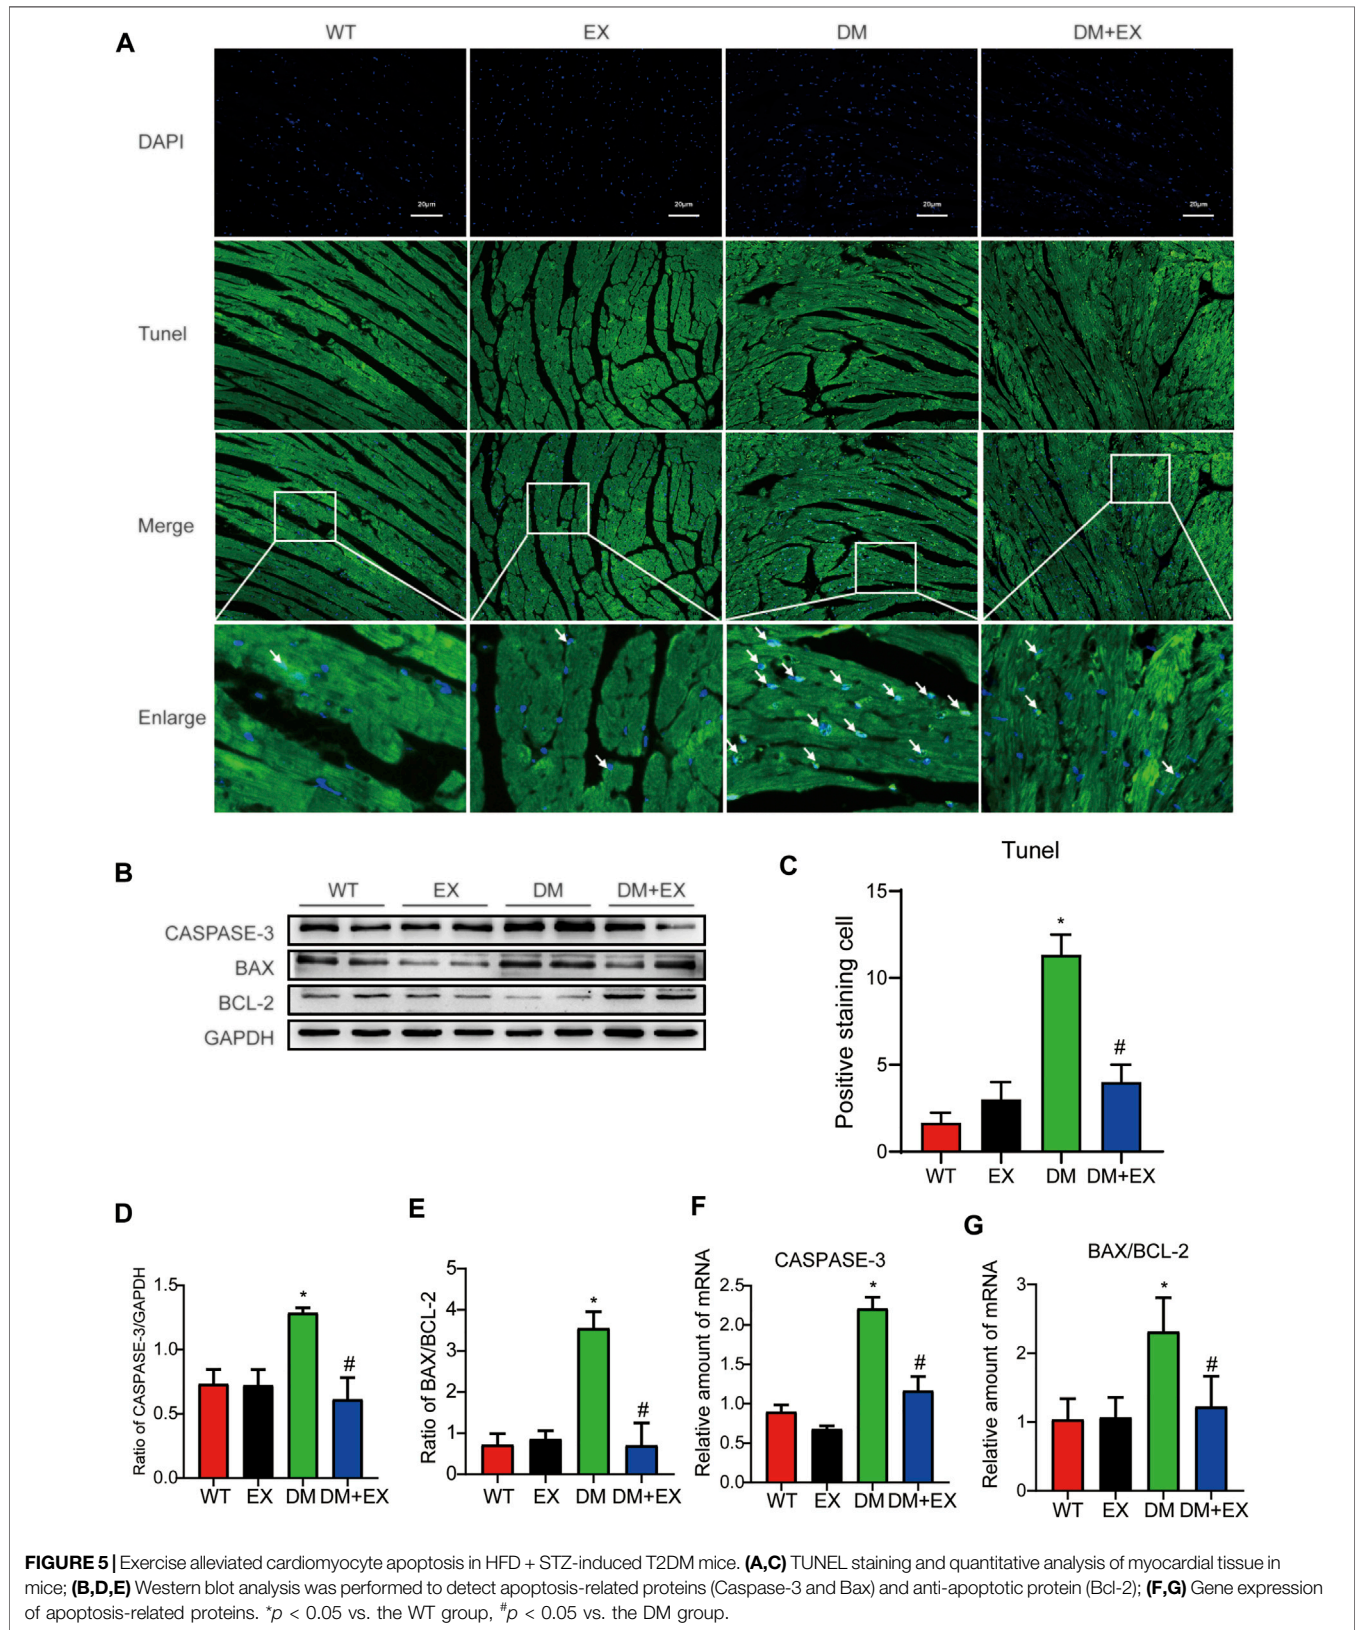 A
WT EX DM DM+EX
DAPI
20μm 20μm 20μm 20μm
Tunel
Merge
Enlarge
B
WT EX DM DM+EX
CASPASE-3
BAX
BCL-2
GAPDH
C
Tunel
Positive staining cell
15
10
5
0
WT EX DM DM+EX
*
#
D
Ratio of CASPASE-3/GAPDH
1.5
1.0
0.5
0.0
WT EX DM DM+EX
*
#
E
Ratio of BAX/BCL-2
5
4
3
2
1
0
WT EX DM DM+EX
*
#
F
CASPASE-3
Relative amount of mRNA
2.5
2.0
1.5
1.0
0.5
0.0
WT EX DM DM+EX
*
#
G
BAX/BCL-2
Relative amount of mRNA
3
2
1
0
WT EX DM DM+EX
*
#
FIGURE 5 | Exercise alleviated cardiomyocyte apoptosis in HFD + STZ-induced T2DM mice. (A,C) TUNEL staining and quantitative analysis of myocardial tissue in
mice; (B,D,E) Western blot analysis was performed to detect apoptosis-related proteins (Caspase-3 and Bax) and anti-apoptotic protein (Bcl-2); (F,G) Gene expression
of apoptosis-related proteins. *p < 0.05 vs. the WT group, #p < 0.05 vs. the DM group.